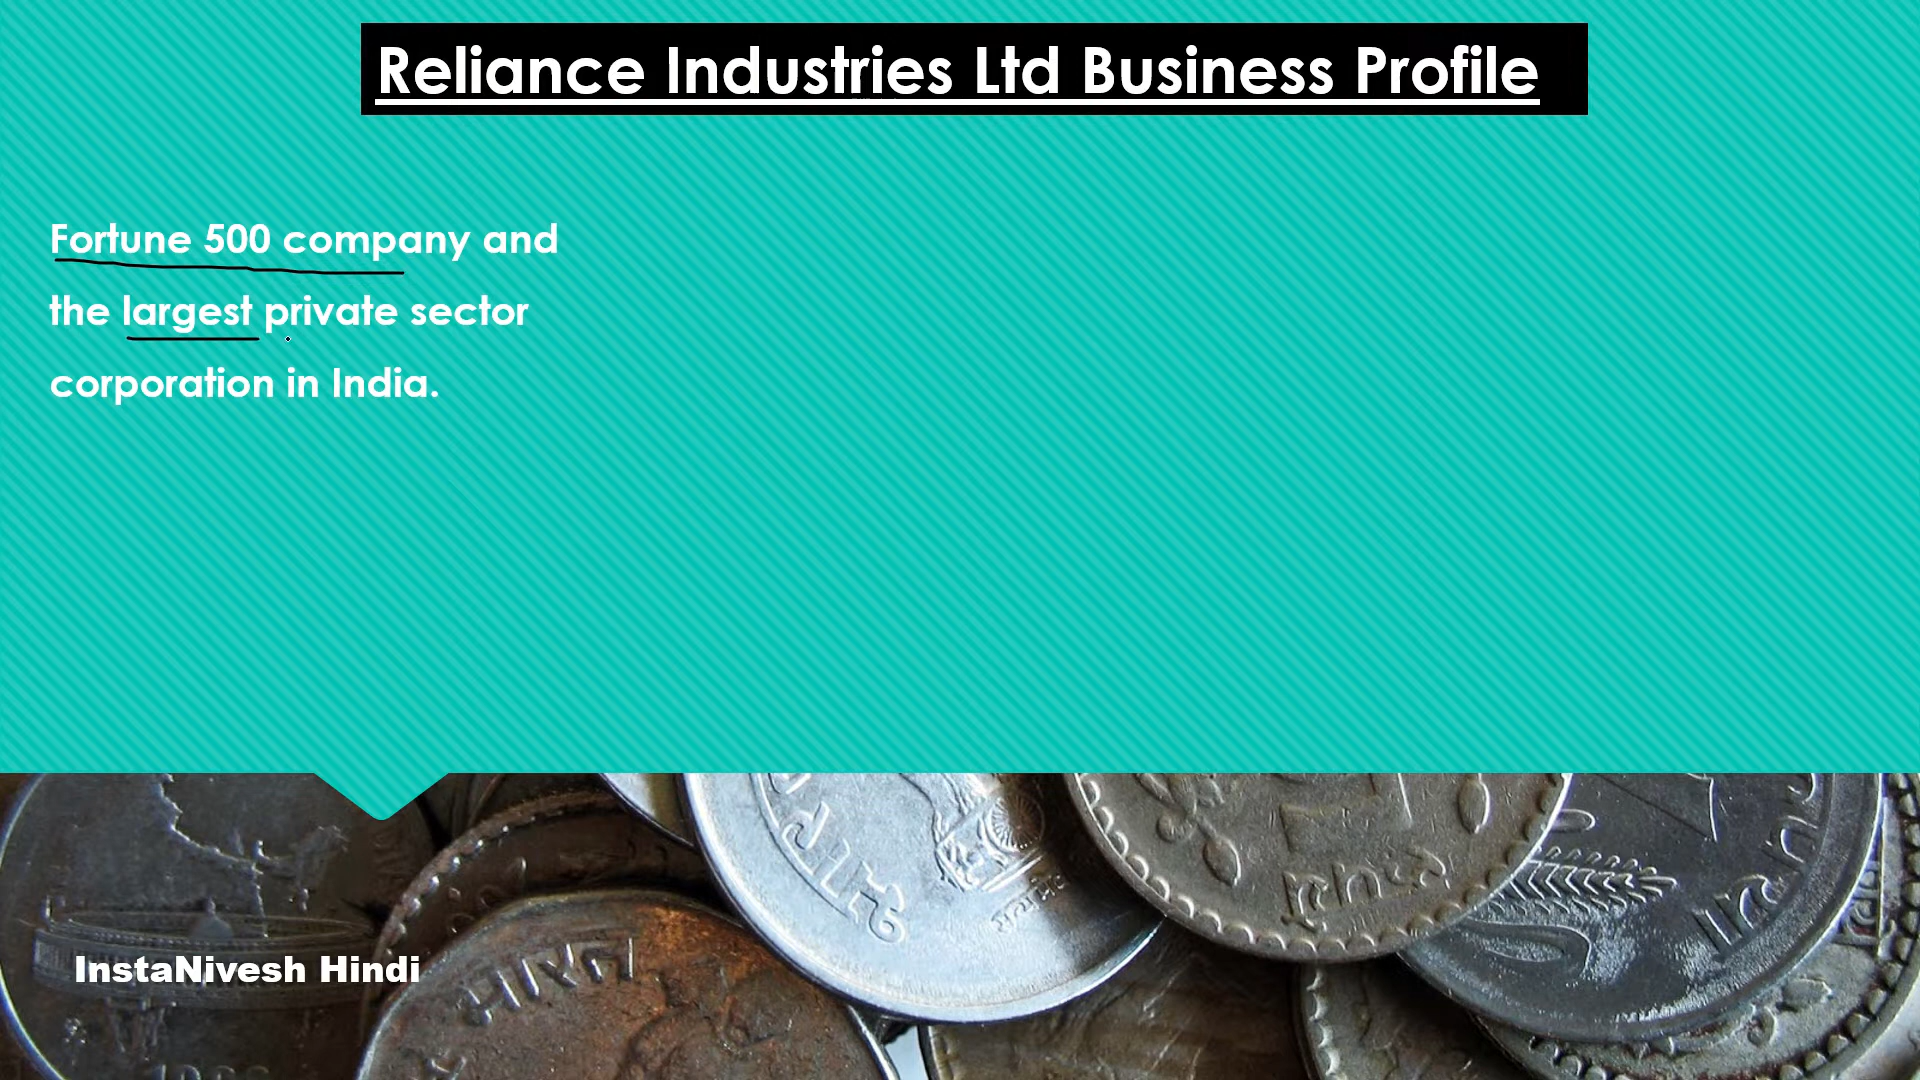 Reliance Industries Ltd Business Profile
Fortune 500 company and
the largest private sector
corporation in India.
InstaNivesh Hindi